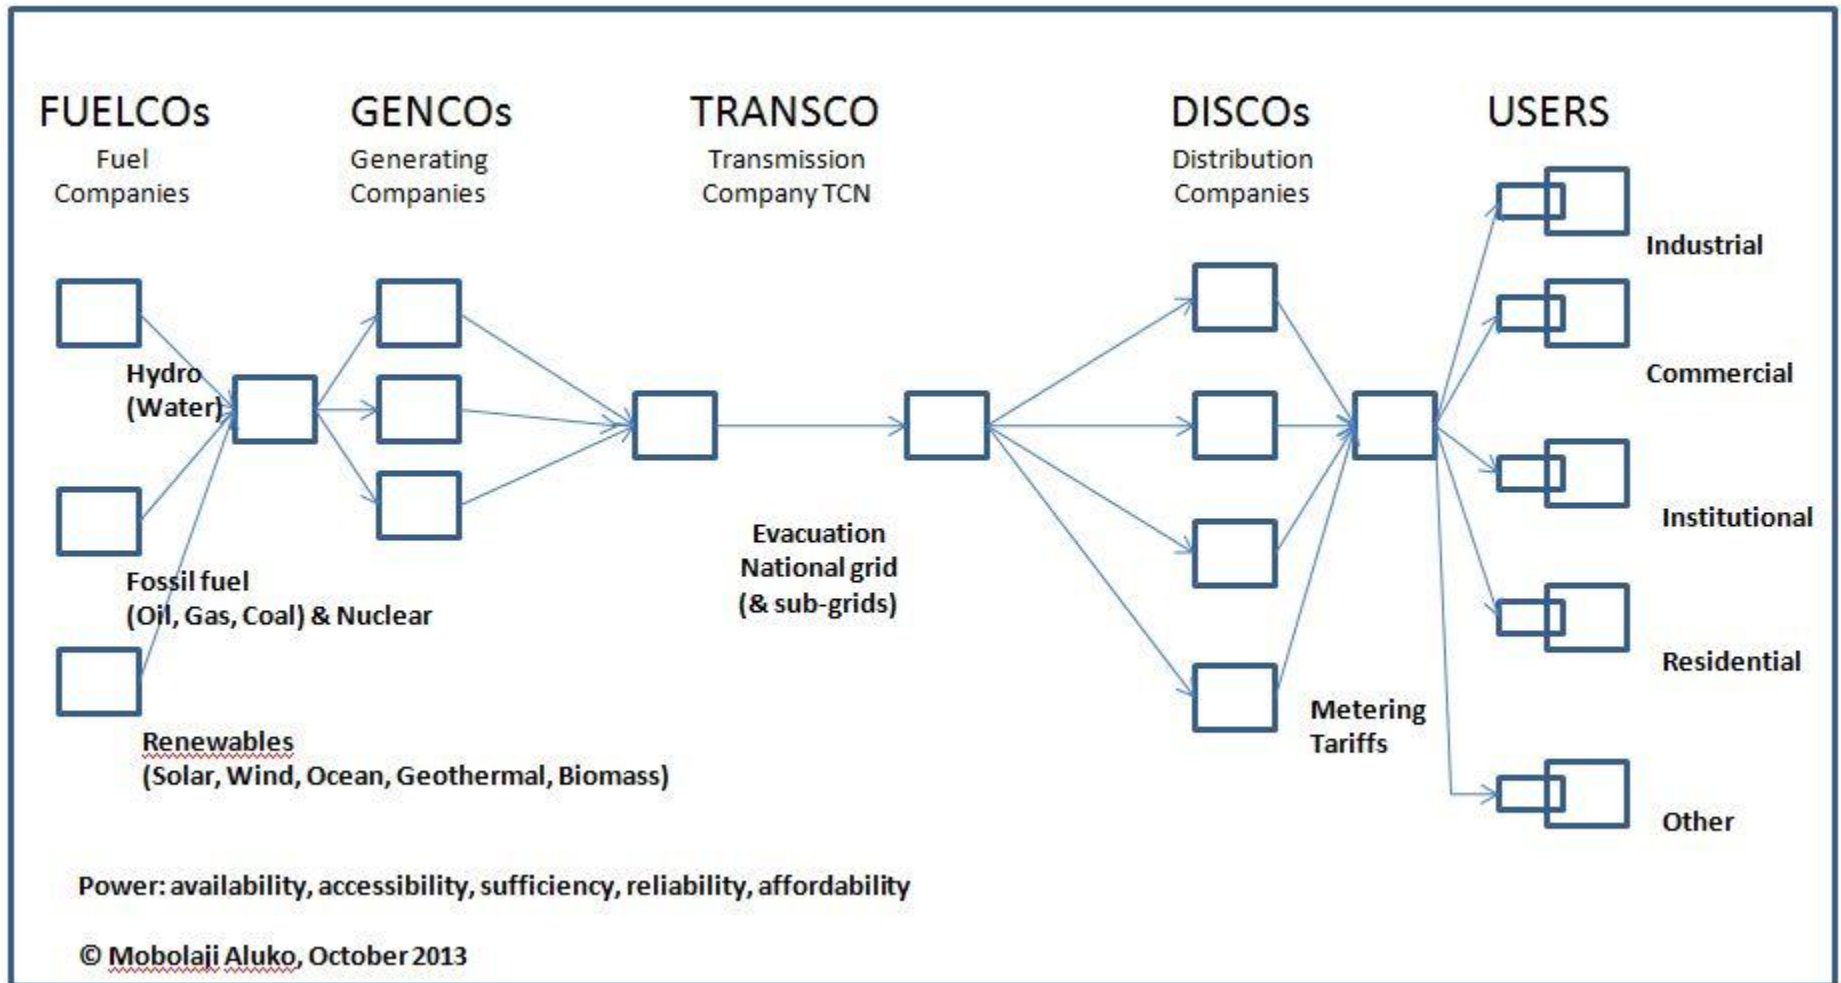 FUELCOs
Fuel
Companies
GENCOs
Generating
Companies
TRANSCO
Transmission
Company TCN
DISCOs
Distribution
Companies
USERS
Industrial
Commercial
Institutional
Residential
Other
Hydro
(Water)
Fossil fuel
(Oil, Gas, Coal) & Nuclear
Renewables
(Solar, Wind, Ocean, Geothermal, Biomass)
Evacuation
National grid
(& sub-grids)
Metering
Tariffs
Power: availability, accessibility, sufficiency, reliability, affordability
© Mobolaji Aluko, October 2013